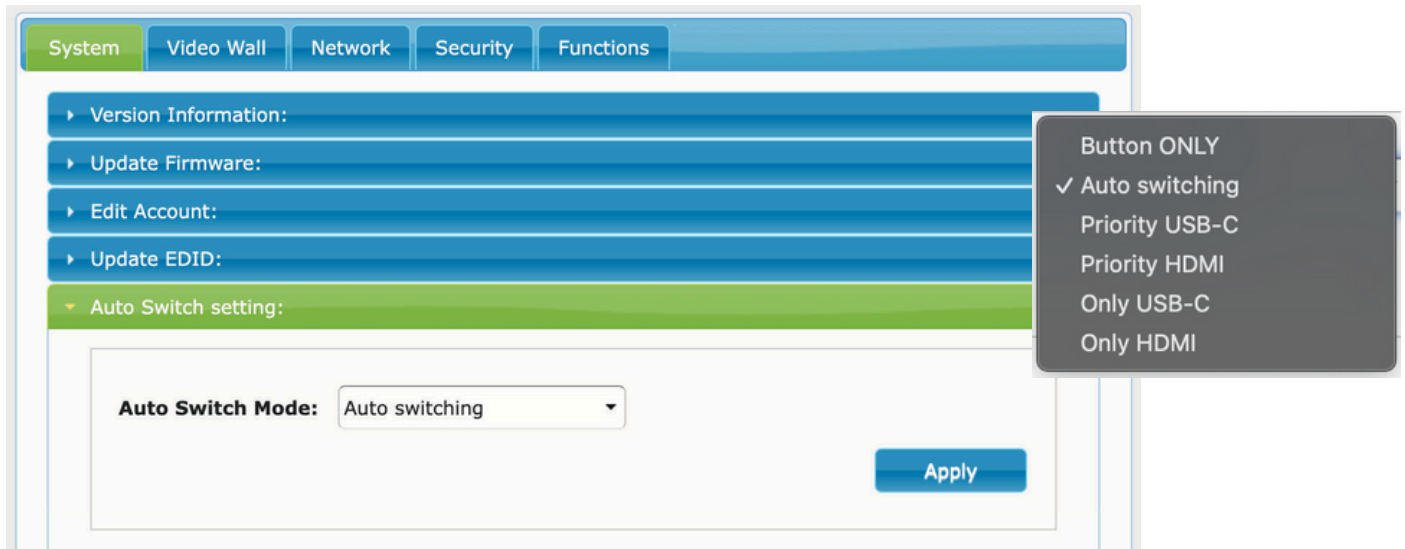 System Video Wall Network Security Functions
Version Information:
Update Firmware:
Edit Account:
Update EDID:
Auto Switch setting:
Auto Switch Mode: Auto switching
Apply
Button ONLY
✓ Auto switching
Priority USB-C
Priority HDMI
Only USB-C
Only HDMI